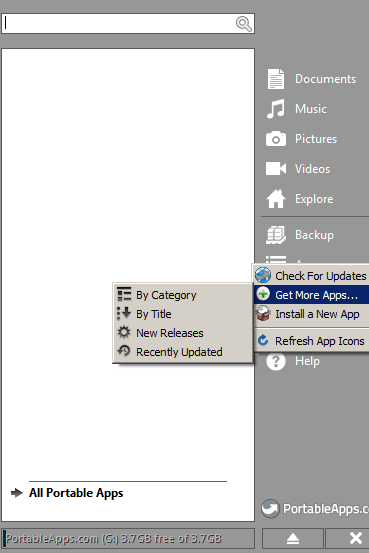 Documents
Music
Pictures
Videos
Explore
Backup
Check For Updates
Get More Apps...
Install a New App
Refresh App Icons
By Category
By Title
New Releases
Recently Updated
Help
All Portable Apps
PortableApps.c
PortableApps.com (G:) 3.7GB free of 3.7GB